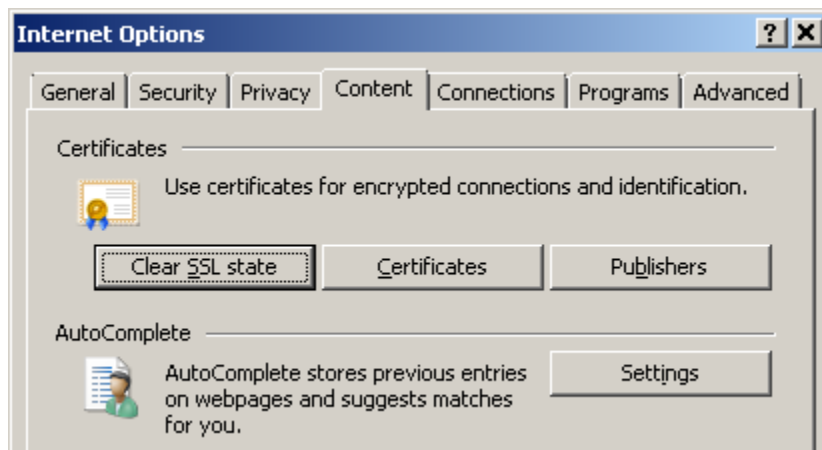 Internet Options
General Security Privacy Content Connections Programs Advanced
Certificates
Use certificates for encrypted connections and identification.
Clear SSL state Certificates Publishers
AutoComplete
AutoComplete stores previous entries
on webpages and suggests matches
for you.
Settings